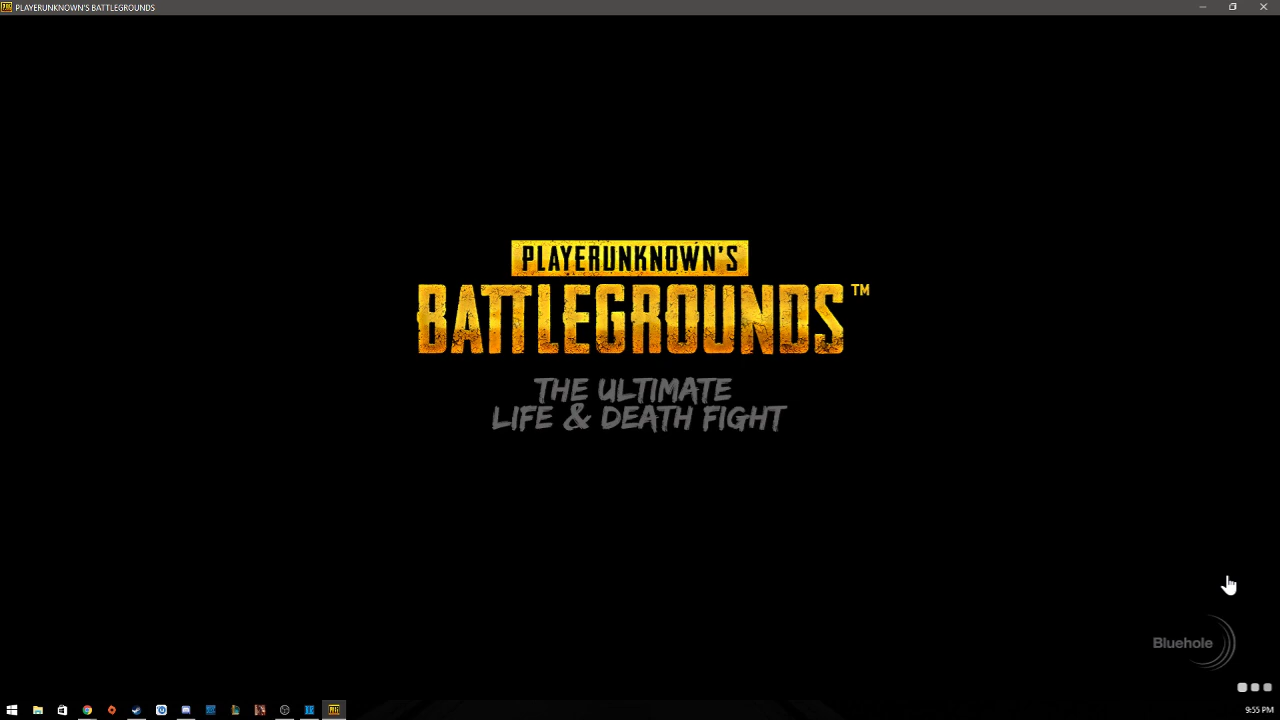 PLAYERUNKNOWN'S BATTLEGROUNDS
PLAYERUNKNOWN'S
BATTLEGROUNDS™
THE ULTIMATE
LIFE & DEATH FIGHT
Bluehole
9:55 PM